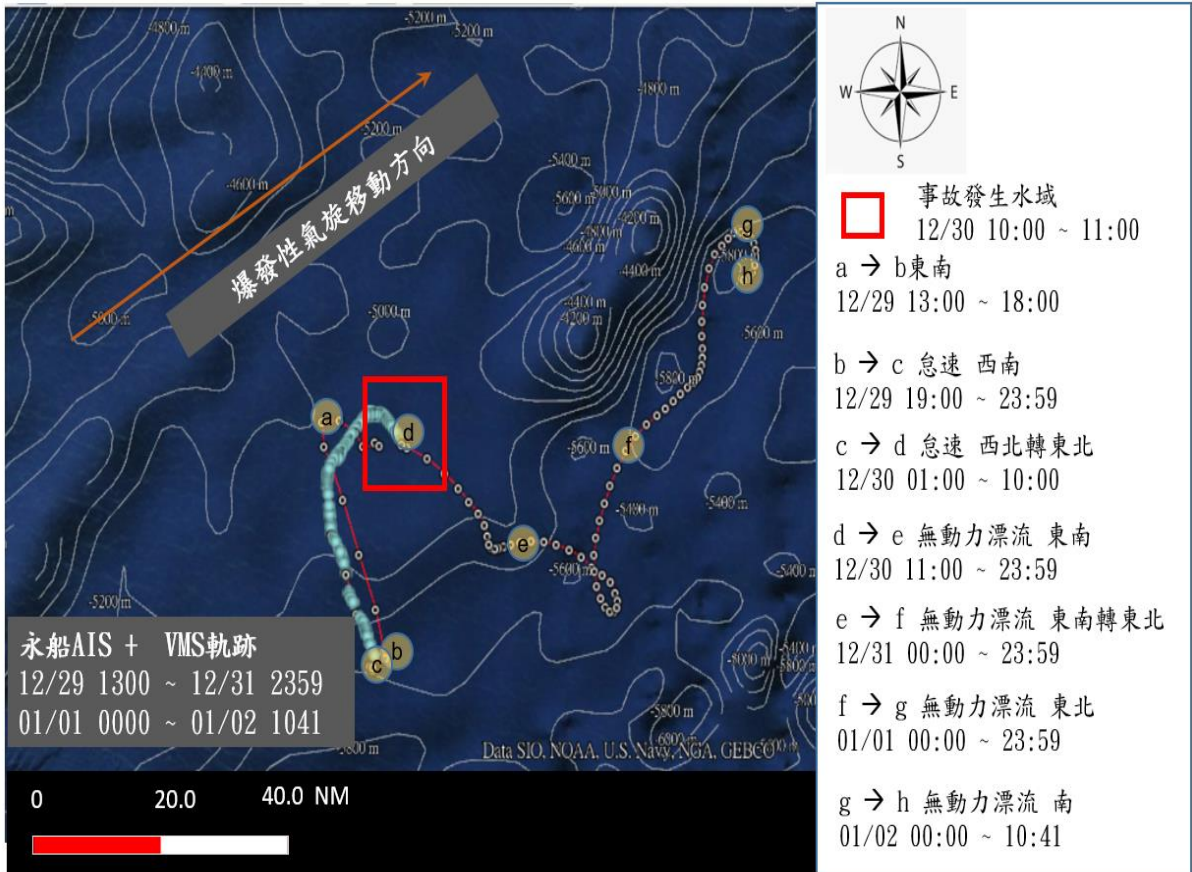 -4800 m
-5200 m
-5200 m
-4400 m
-4800 m
-5200 m
-5400 m
-4600 m
-5600 m
-5000 m
-4200 m
-4800 m
-4600 m
爆發性氣旋移動方向
g
-5800 m
-4400 m
h
-4400 m
-5000 m
-5000 m
-4200 m
-5600 m
-5800 m
a
d
f
-5600 m
-5400 m
-5400 m
e
-5600 m
-5400 m
-5200 m
b
c
-5800 m
-5800 m
永船AIS + VMS軌跡
12/29 1300 ~ 12/31 2359
01/01 0000 ~ 01/02 1041
Data SIO, NOAA, U.S. Navy, NGA, GEBCO
0 20.0 40.0 NM
N
W E
S
事故發生水域
12/30 10:00 ~ 11:00
a → b東南
12/29 13:00 ~ 18:00
b → c 怠速 西南
12/29 19:00 ~ 23:59
c → d 怠速 西北轉東北
12/30 01:00 ~ 10:00
d → e 無動力漂流 東南
12/30 11:00 ~ 23:59
e → f 無動力漂流 東南轉東北
12/31 00:00 ~ 23:59
f → g 無動力漂流 東北
01/01 00:00 ~ 23:59
g → h 無動力漂流 南
01/02 00:00 ~ 10:41